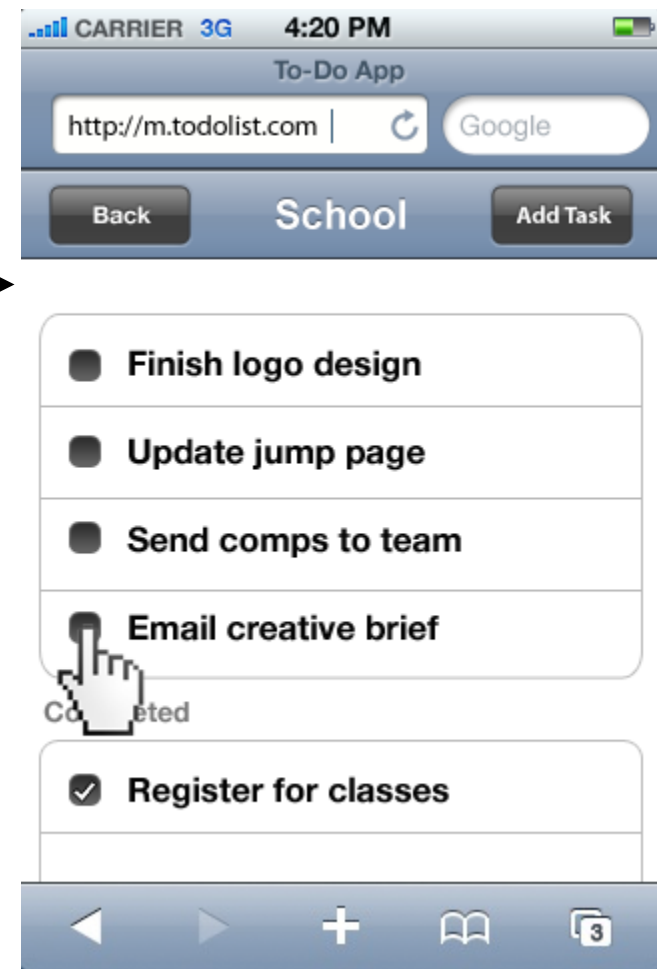 CARRIER 3G 4:20 PM
To-Do App
http://m.todolist.com Google
Back School Add Task
Finish logo design
Update jump page
Send comps to team
Email creative brief
Register for classes
3